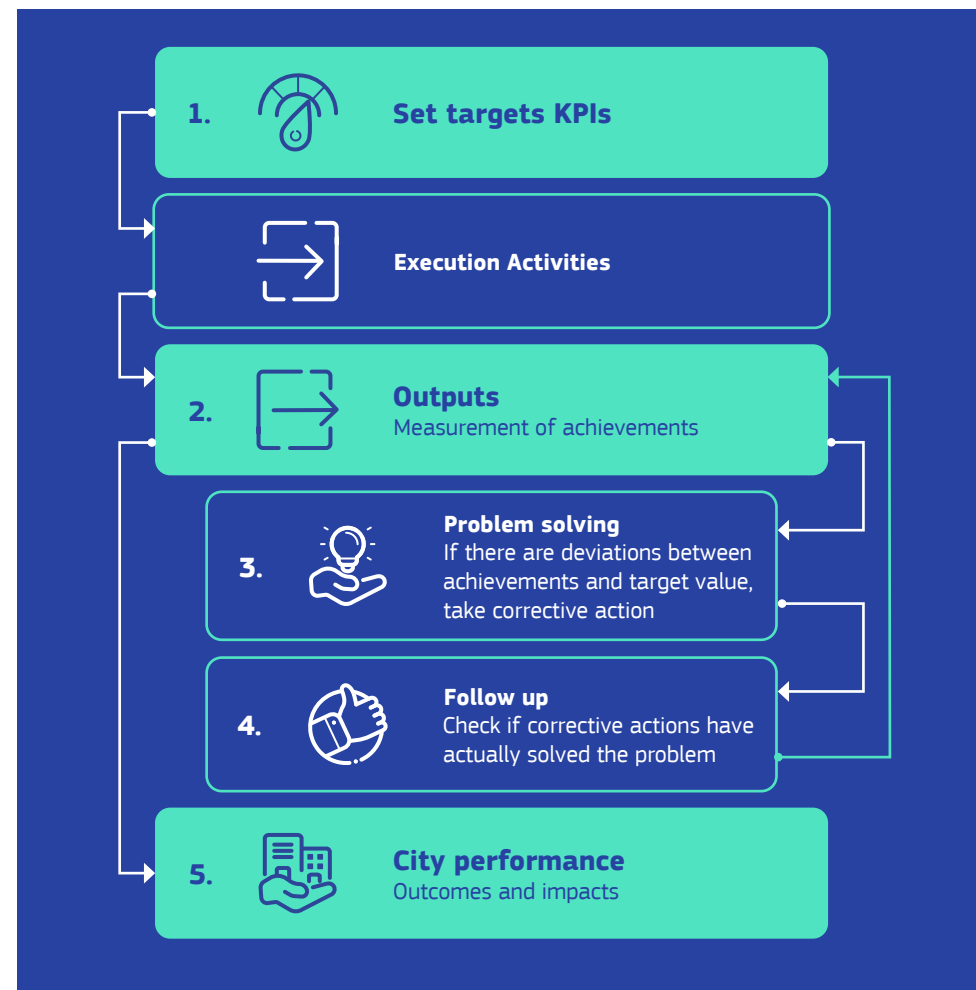 1.
Set targets KPIs
Execution Activities
2.
Outputs
Measurement of achievements
3.
Problem solving
If there are deviations between
achievements and target value,
take corrective action
4.
Follow up
Check if corrective actions have
actually solved the problem
5.
City performance
Outcomes and impacts